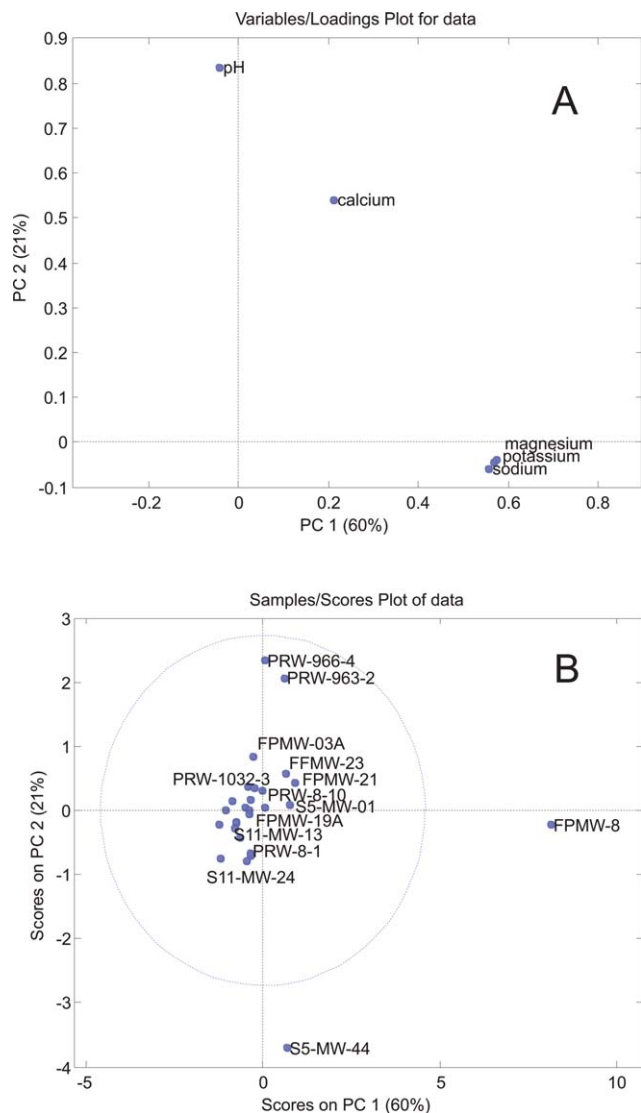 Variables/Loadings Plot for data
0.9
pH
0.8
A
0.7
0.6
calcium
0.5
PC 2 (21%)
0.4
0.3
0.2
0.1
0
magnesium
potassium
sodium
-0.1
-0.2 0 0.2 0.4 0.6 0.8
PC 1 (60%)
Samples/Scores Plot of data
3
PRW-966-4
B
PRW-963-2
2
FPMW-03A
1
FFMW-23
PRW-1032-3 FPMW-21
PRW-8-10
S5-MW-01
0
FPMW-19A
FPMW-8
S11-MW-13
PRW-8-1
-1
S11-MW-24
Scores on PC 2 (21%)
-2
-3
S5-MW-44
-4
-5 0 5 10
Scores on PC 1 (60%)